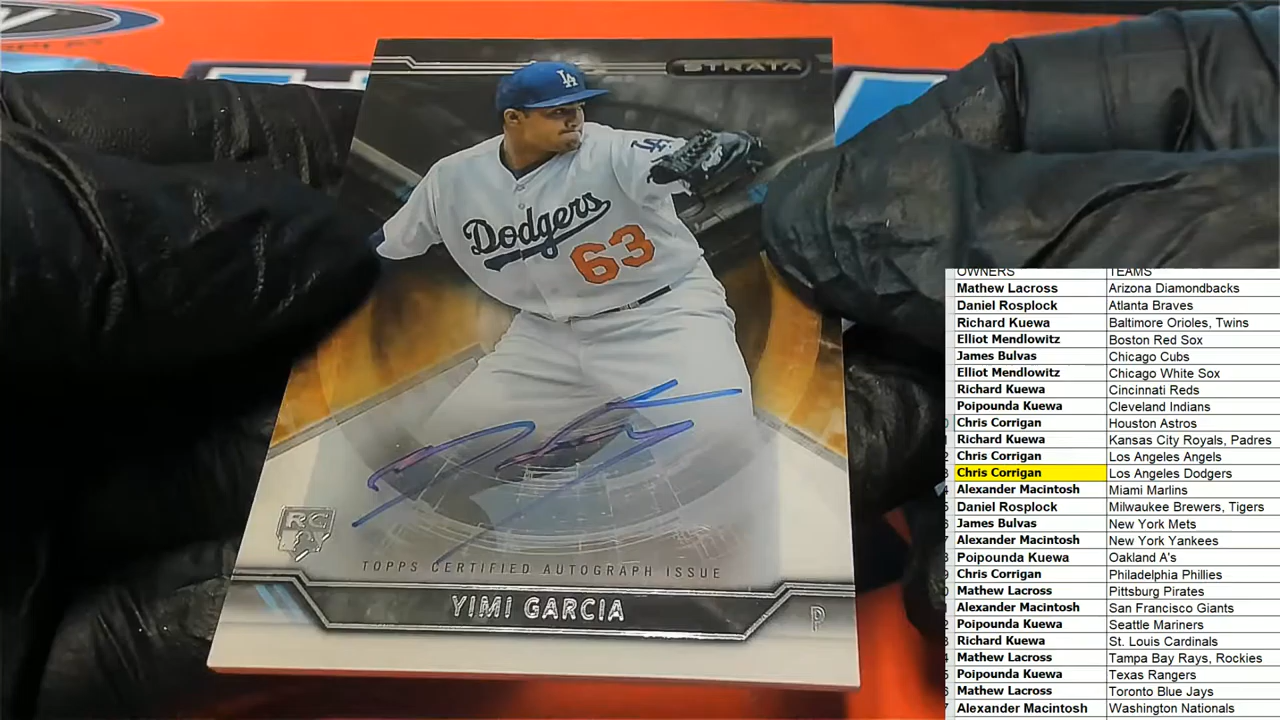 STRATA
LA
LA
Dodgers
63
RC
TOPPS CERTIFIED AUTOGRAPH ISSUE
YIMI GARCIA
P
OWNERS TEAMS
Mathew Lacross Arizona Diamondbacks
Daniel Rosplock Atlanta Braves
Richard Kuewa Baltimore Orioles, Twins
Elliot Mendlowitz Boston Red Sox
James Bulvas Chicago Cubs
Elliot Mendlowitz Chicago White Sox
Richard Kuewa Cincinnati Reds
Poipounda Kuewa Cleveland Indians
Chris Corrigan Houston Astros
Richard Kuewa Kansas City Royals, Padres
Chris Corrigan Los Angeles Angels
Chris Corrigan Los Angeles Dodgers
Alexander Macintosh Miami Marlins
Daniel Rosplock Milwaukee Brewers, Tigers
James Bulvas New York Mets
Alexander Macintosh New York Yankees
Poipounda Kuewa Oakland A's
Chris Corrigan Philadelphia Phillies
Mathew Lacross Pittsburg Pirates
Alexander Macintosh San Francisco Giants
Poipounda Kuewa Seattle Mariners
Richard Kuewa St. Louis Cardinals
Mathew Lacross Tampa Bay Rays, Rockies
Poipounda Kuewa Texas Rangers
Mathew Lacross Toronto Blue Jays
Alexander Macintosh Washington Nationals